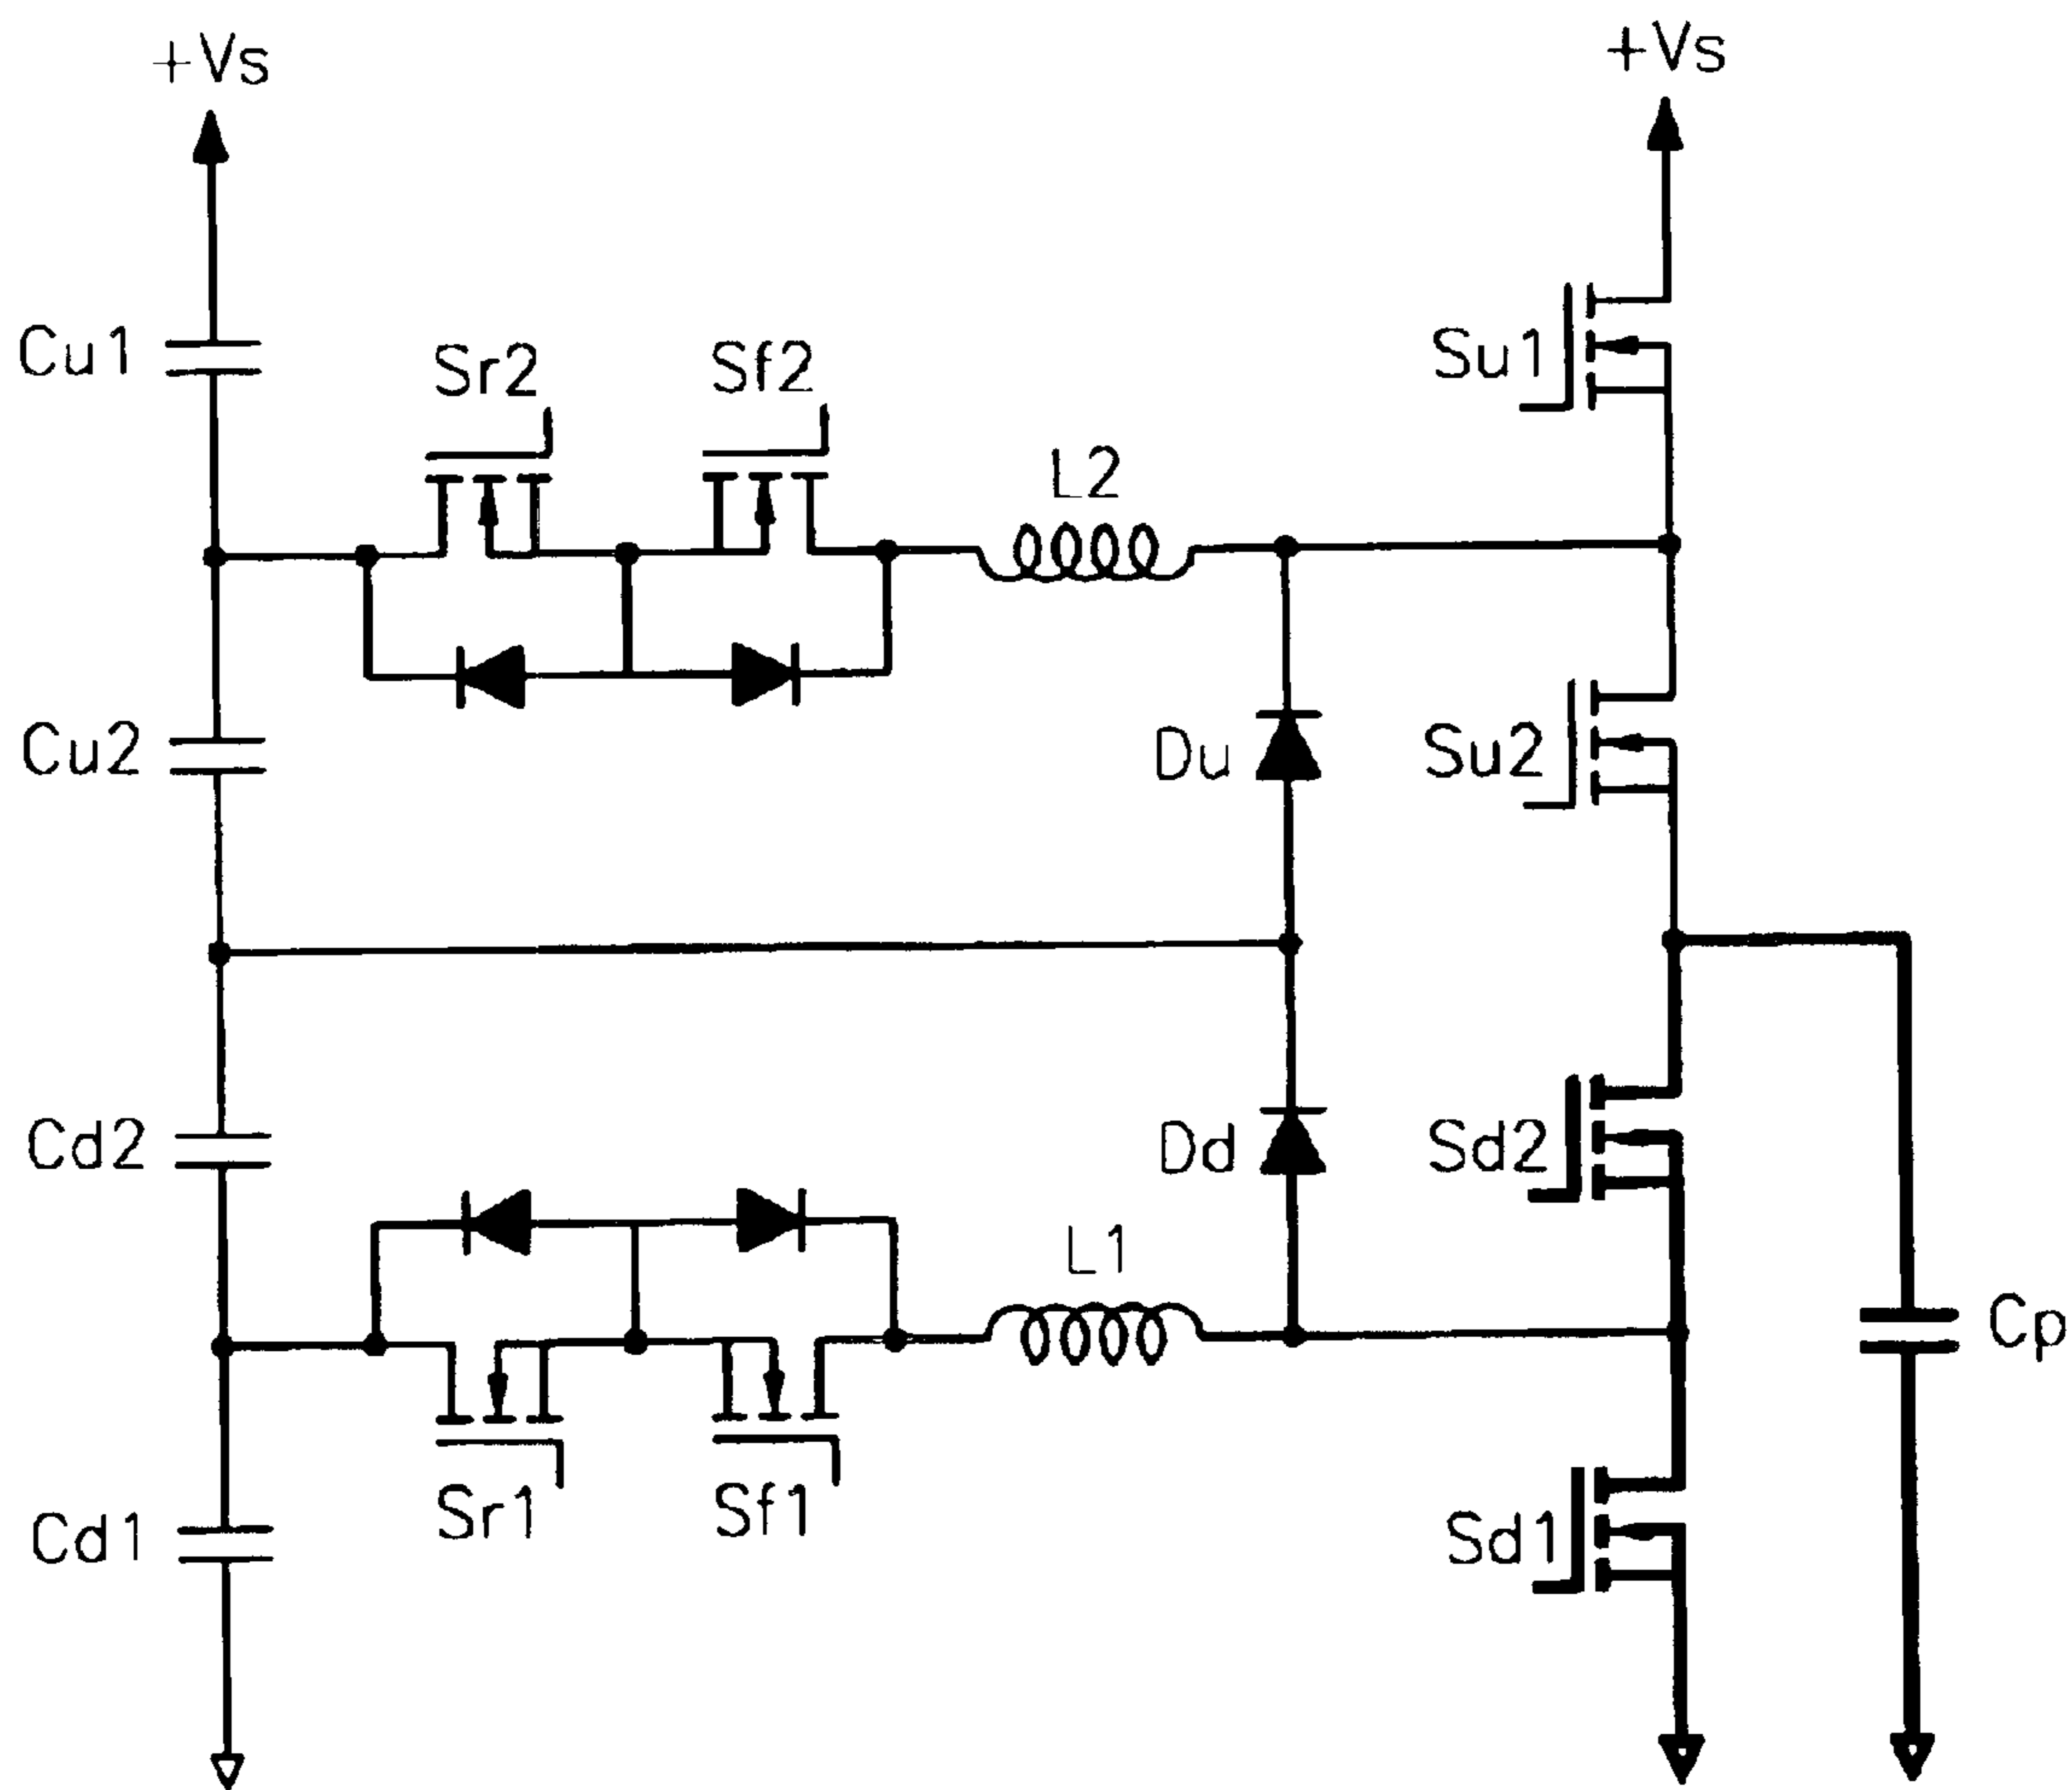 +Vs
+Vs
Cu1
Sr2
Sf2
Su1
L2
Cu2
Du
Su2
Cd2
Dd
Sd2
L1
Cp
Cd1
Sr1
Sf1
Sd1